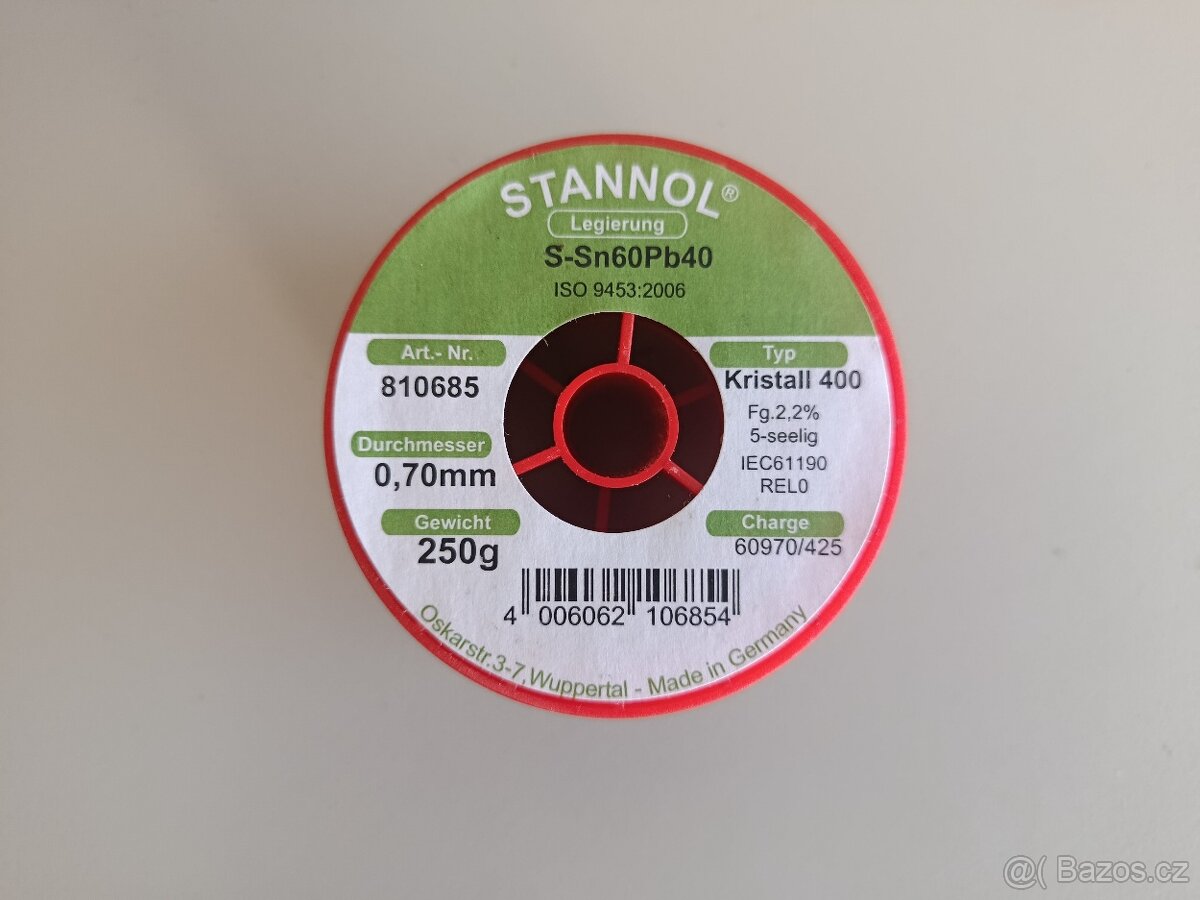 STANNOL®
Legierung
S-Sn60Pb40
ISO 9453:2006
Art.- Nr.
810685
Durchmesser
0,70mm
Gewicht
250g
Typ
Kristall 400
Fg.2,2%
5-seelig
IEC61190
REL0
Charge
60970/425
4 006062 106854
Oskarstr.3-7,Wuppertal - Made in Germany
@( Bazos.cz